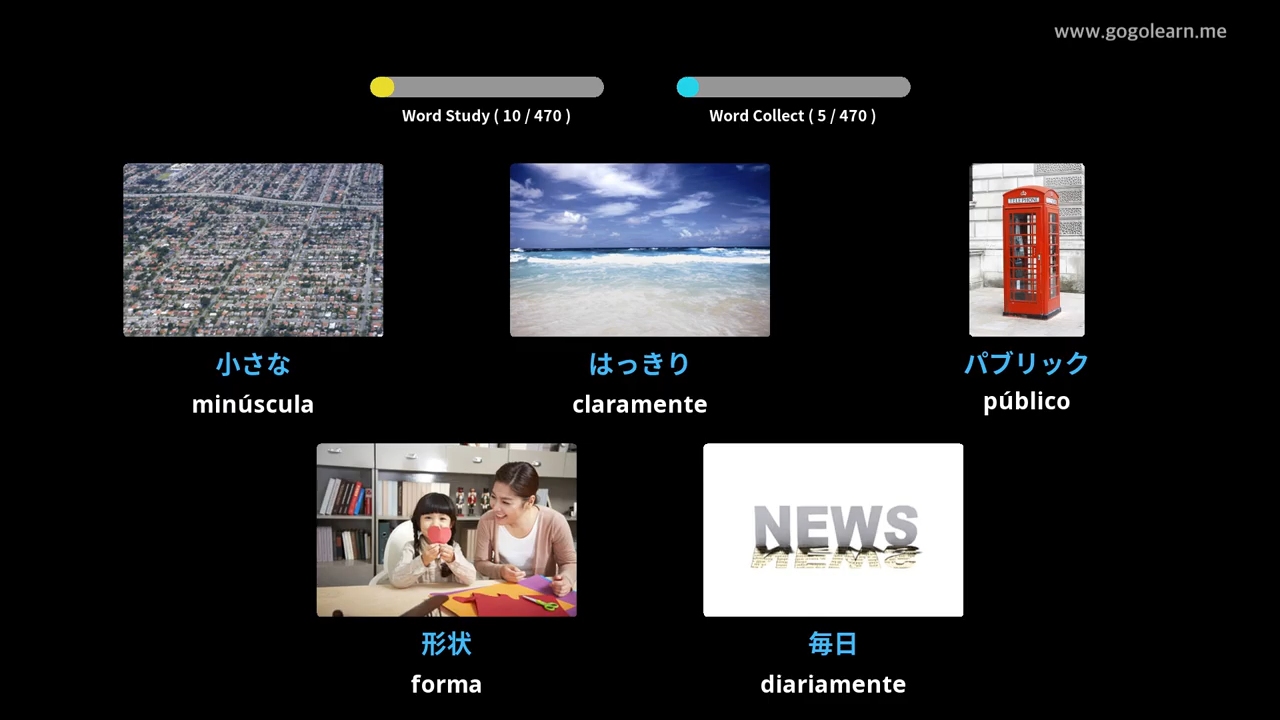 www.gogolearn.me
Word Study ( 10 / 470 )
Word Collect ( 5 / 470 )
TELEPHONE
小さな
はっきり
パブリック
minúscula
claramente
público
NEWS
形状
毎日
forma
diariamente